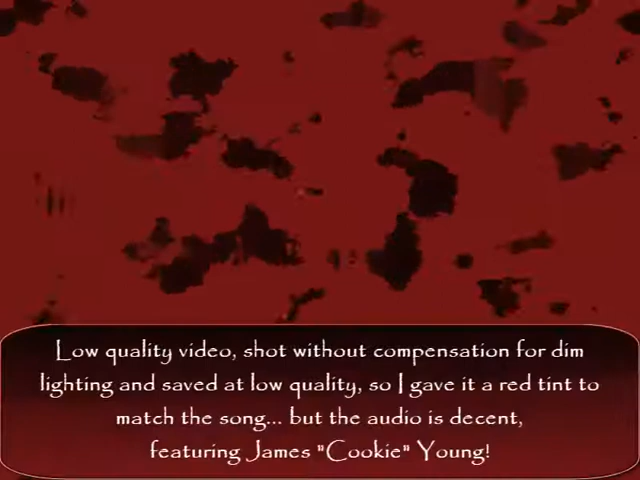 Low quality video, shot without compensation for dim
lighting and saved at low quality, so I gave it a red tint to
match the song... but the audio is decent,
featuring James "Cookie" Young!